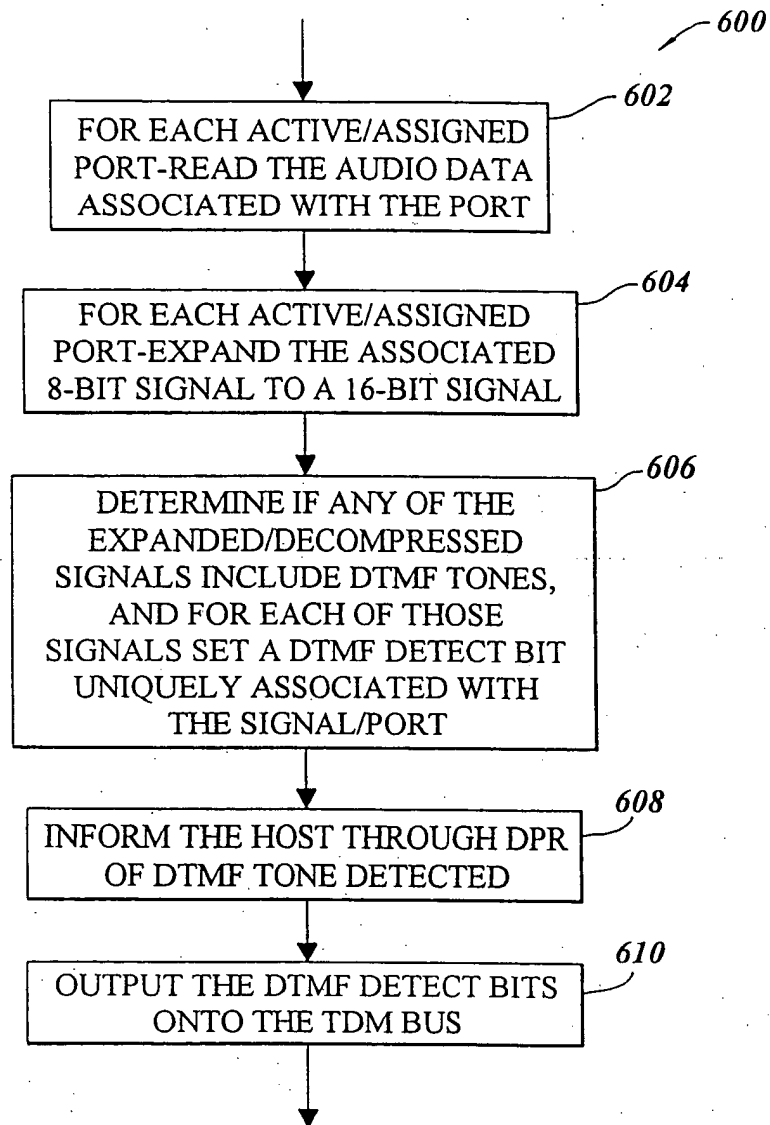 600
602
FOR EACH ACTIVE/ASSIGNED
PORT-READ THE AUDIO DATA
ASSOCIATED WITH THE PORT
604
FOR EACH ACTIVE/ASSIGNED
PORT-EXPAND THE ASSOCIATED
8-BIT SIGNAL TO A 16-BIT SIGNAL
606
DETERMINE IF ANY OF THE
EXPANDED/DECOMPRESSED
SIGNALS INCLUDE DTMF TONES,
AND FOR EACH OF THOSE
SIGNALS SET A DTMF DETECT BIT
UNIQUELY ASSOCIATED WITH
THE SIGNAL/PORT
608
INFORM THE HOST THROUGH DPR
OF DTMF TONE DETECTED
610
OUTPUT THE DTMF DETECT BITS
ONTO THE TDM BUS